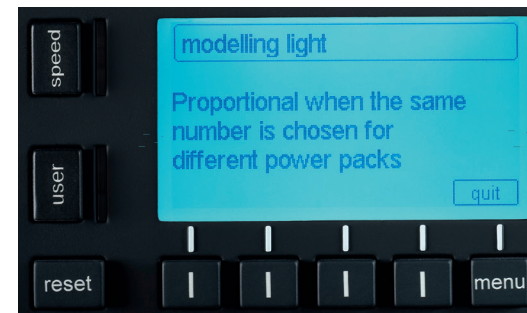 speed
modelling light
Proportional when the same
number is chosen for
different power packs
user
quit
reset
menu